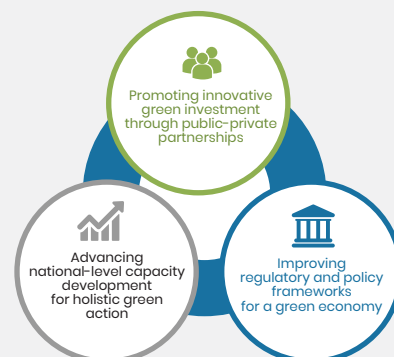 Promoting innovative
green investment
through public-private
partnerships
Advancing
national-level capacity
development
for holistic green
action
Improving
regulatory and policy
frameworks
for a green economy